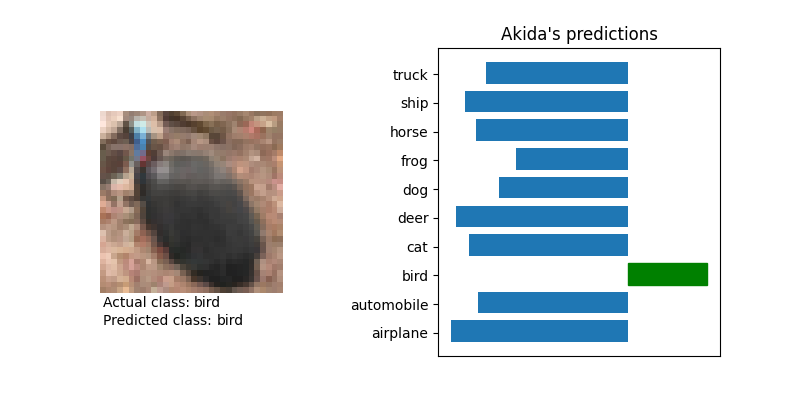 Akida's predictions
truck
ship
horse
frog
dog
deer
cat
bird
automobile
airplane
Actual class: bird
Predicted class: bird